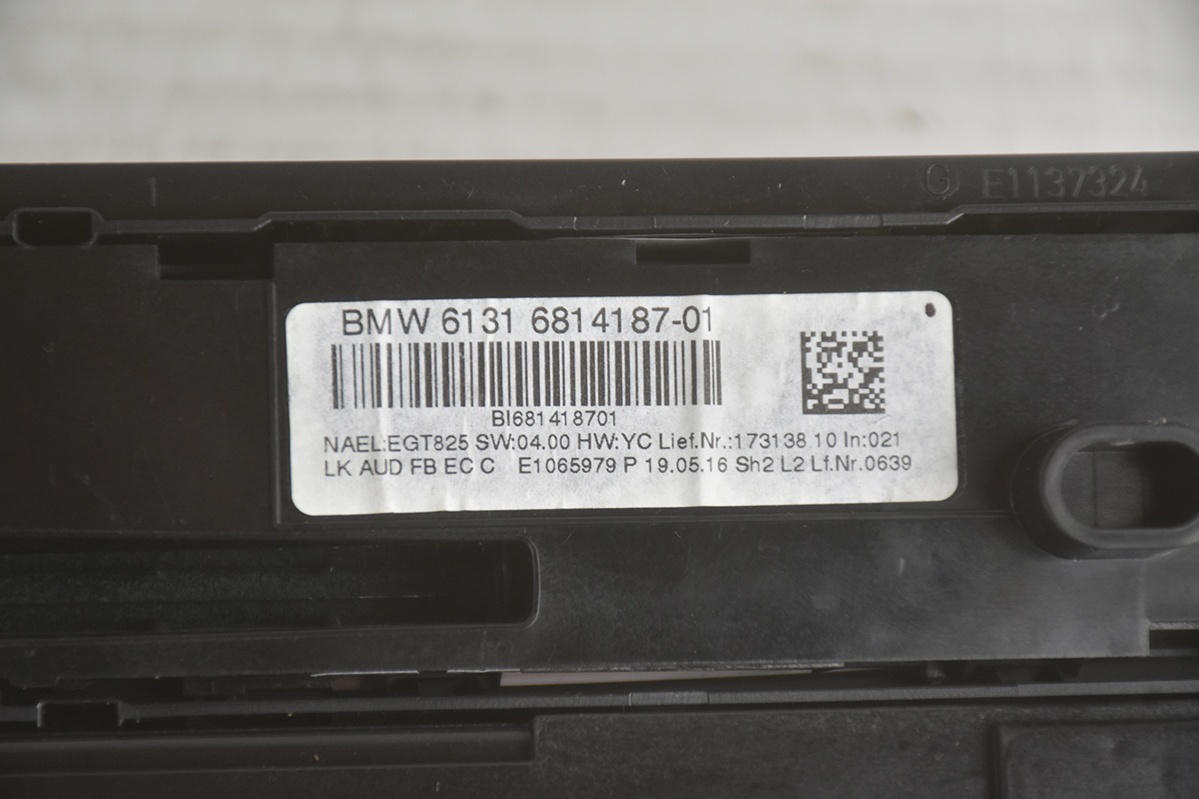 1
G E1137324
BMW 6131 6814187-01
BI681418701
NAEL:EGT825 SW:04.00 HW:YC Lief.Nr.:173138 10 In:021
LK AUD FB EC C E1065979 P 19.05.16 Sh2 L2 Lf.Nr.0639